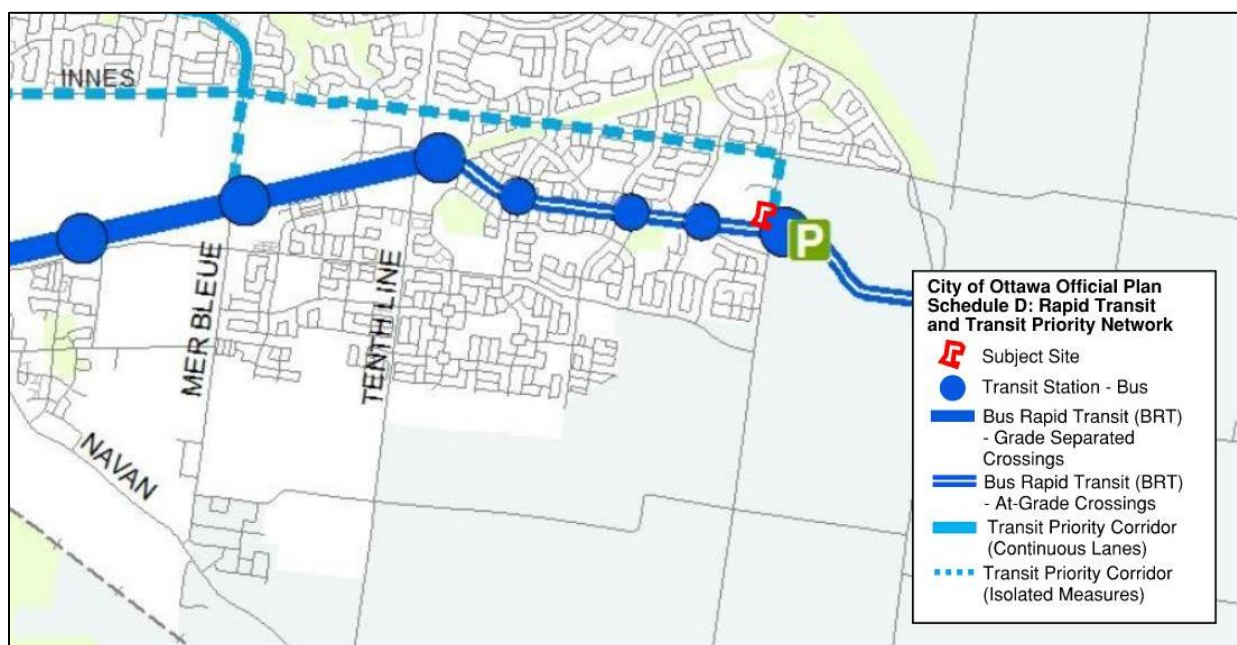 INNES
MER BLEUE
TENTH LINE
NAVAN
P
City of Ottawa Official Plan
Schedule D: Rapid Transit
and Transit Priority Network
Subject Site
Transit Station - Bus
Bus Rapid Transit (BRT)
- Grade Separated
Crossings
Bus Rapid Transit (BRT)
- At-Grade Crossings
Transit Priority Corridor
(Continuous Lanes)
Transit Priority Corridor
(Isolated Measures)